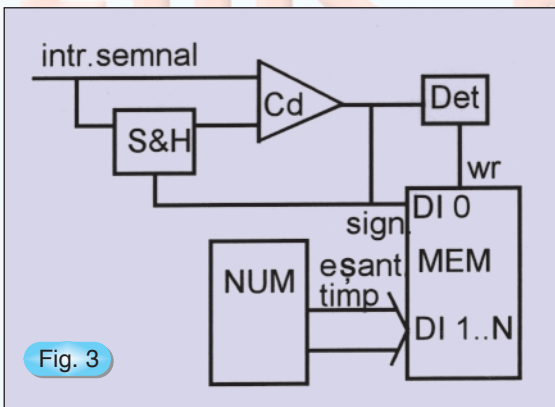 intr.semnal
Cd
Det
S&H
wr
DI 0
sign.
eșant.
MEM
NUM
timp
DI 1..N
Fig. 3